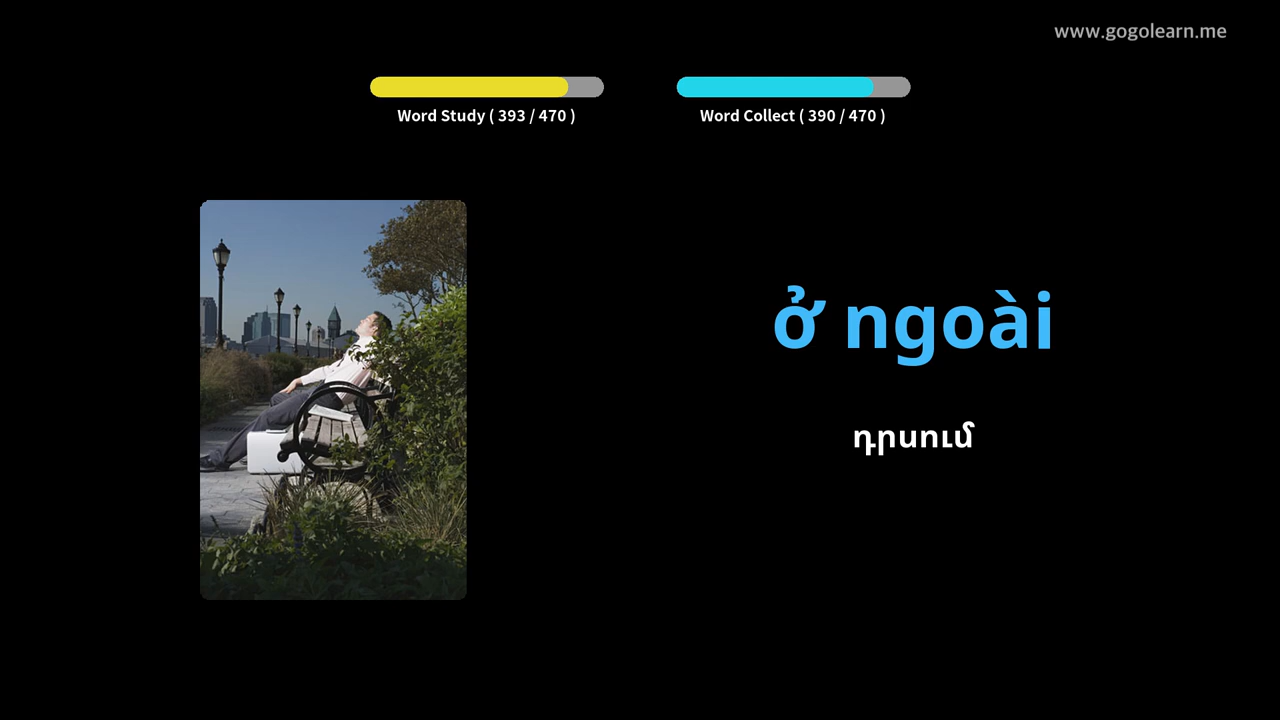 www.gogolearn.me
Word Study ( 393 / 470 )
Word Collect ( 390 / 470 )
ở ngoài
դրսում